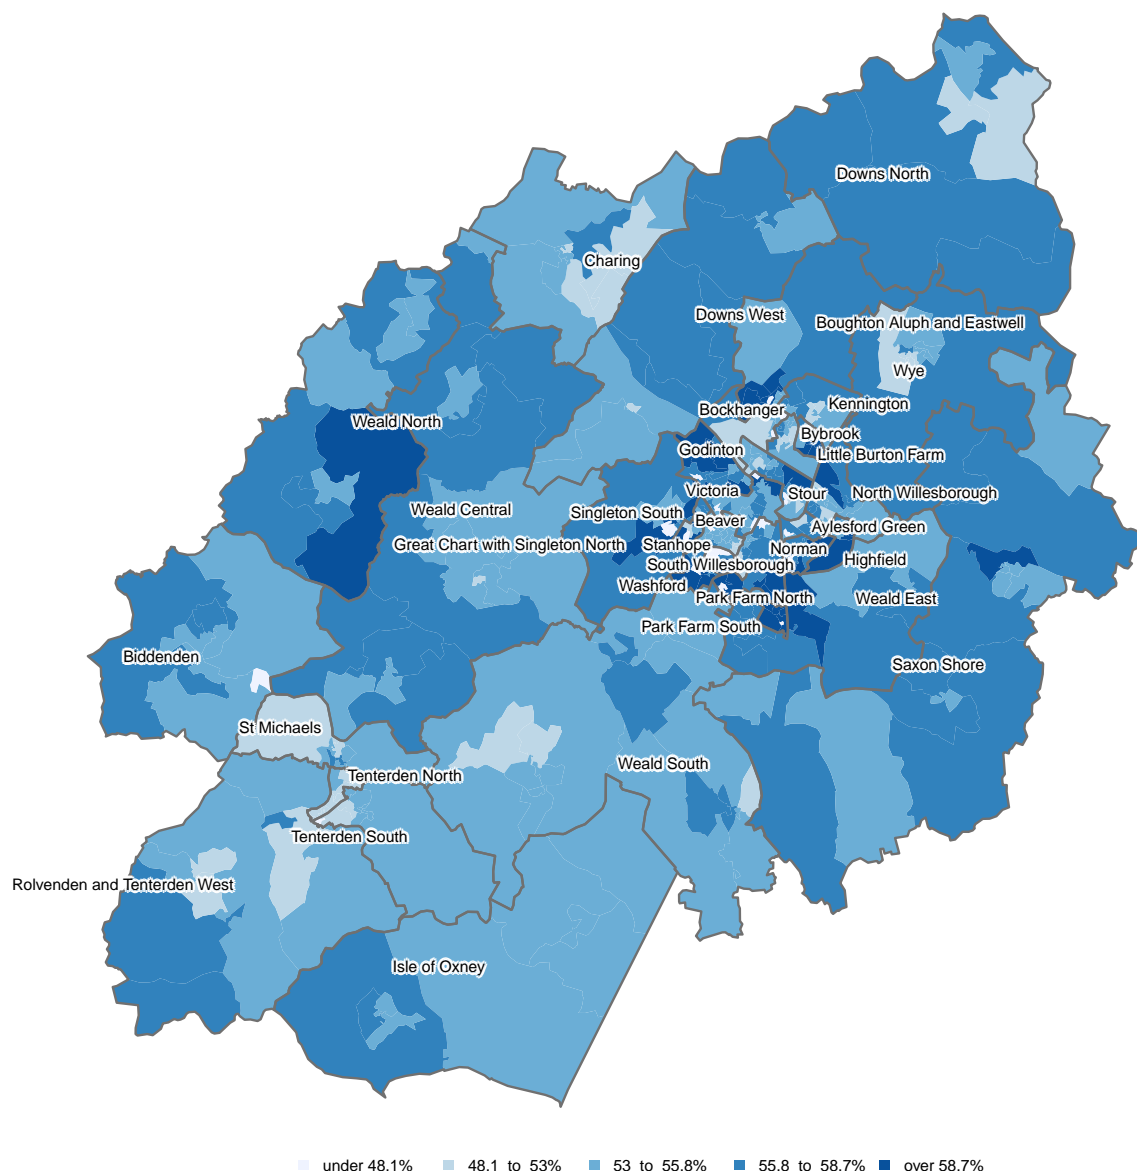 Downs North
Charing
Downs West
Boughton Aluph and Eastwell
Wye
Kennington
Bockhanger
Weald North
Bybrook
Godinton
Little Burton Farm
Victoria
Stour
North Willesborough
Weald Central
Singleton South
Beaver
Aylesford Green
Great Chart with Singleton North
Stanhope
Norman
Highfield
South Willesborough
Washford
Park Farm North
Weald East
Park Farm South
Biddenden
Saxon Shore
St Michaels
Weald South
Tenterden North
Tenterden South
Rolvenden and Tenterden West
Isle of Oxney
under 48.1% 48.1 to 53% 53 to 55.8% 55.8 to 58.7% over 58.7%